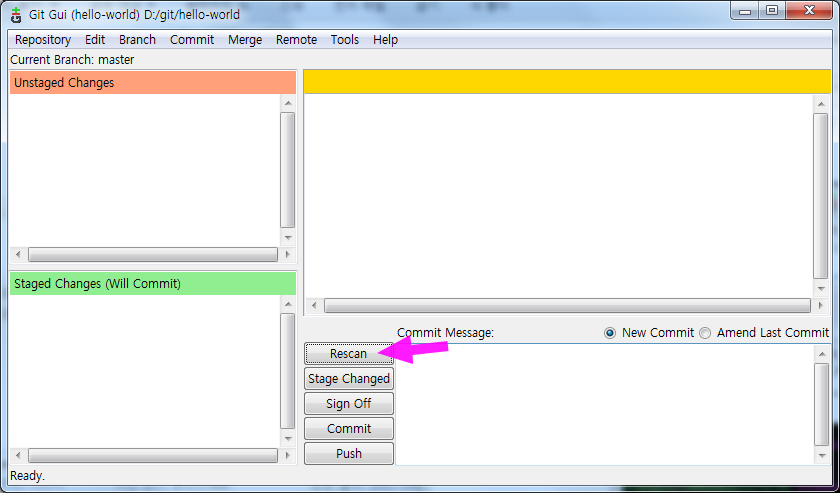 Git Gui (hello-world) D:/git/hello-world
Repository Edit Branch Commit Merge Remote Tools Help
Current Branch: master
Unstaged Changes
Staged Changes (Will Commit)
Commit Message: New Commit Amend Last Commit
Rescan
Stage Changed
Sign Off
Commit
Push
Ready.